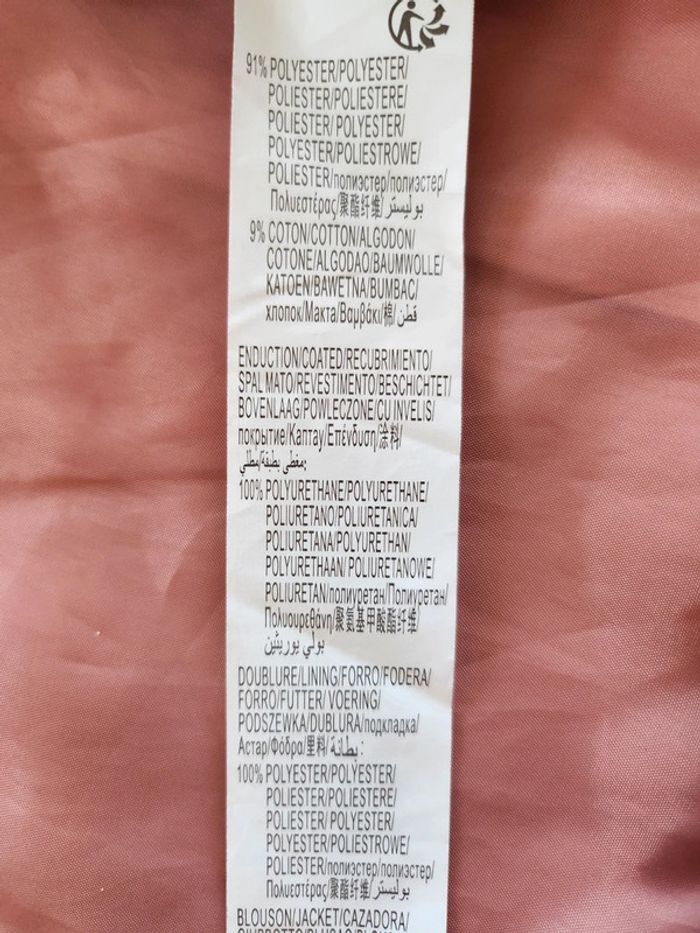 91% POLYESTER/POLYESTER/
POLIESTER/POLIESTERE/
POLIESTER/ POLYESTER/
POLYESTER/POLIESTROWE/
POLIESTER/полиэстер/полиэстер/
Πολυεστέρας/聚酯纤维/بوليستر
9% COTON/COTTON/ALGODON/
COTONE/ALGODAO/BAUMWOLLE/
KATOEN/BAWETNA/BUMBAC/
хлопок/Мақта/Βαμβάκι/棉/قطن
ENDUCTION/COATED/RECUBRIMIENTO/
SPAL MATO/REVESTIMENTO/BESCHICHTET/
BOVENLAAG/POWLECZONE/CU INVELIS/
покрытие/Каптау/Επένδυση/涂料/
مغطى بطبقة/مطلي:
100% POLYURETHANE/POLYURETHANE/
POLIURETANO/POLIURETANICA/
POLIURETANA/POLYURETHAN/
POLYURETHAAN/ POLIURETANOWE/
POLIURETAN/полиуретан/Полиуретан/
Πολυουρεθάνη/聚氨基甲酸酯纤维/
بولي يوريثين
DOUBLURE/LINING/FORRO/FODERA/
FORRO/FUTTER/ VOERING/
PODSZEWKA/DUBLURA/подкладка/
Астар/Φόδρα/里料/بطانة :
100% POLYESTER/POLYESTER/
POLIESTER/POLIESTERE/
POLIESTER/ POLYESTER/
POLYESTER/POLIESTROWE/
POLIESTER/полиэстер/полиэстер/
Πολυεστέρας/聚酯纤维/بوليستر
BLOUSON/JACKET/CAZADORA/